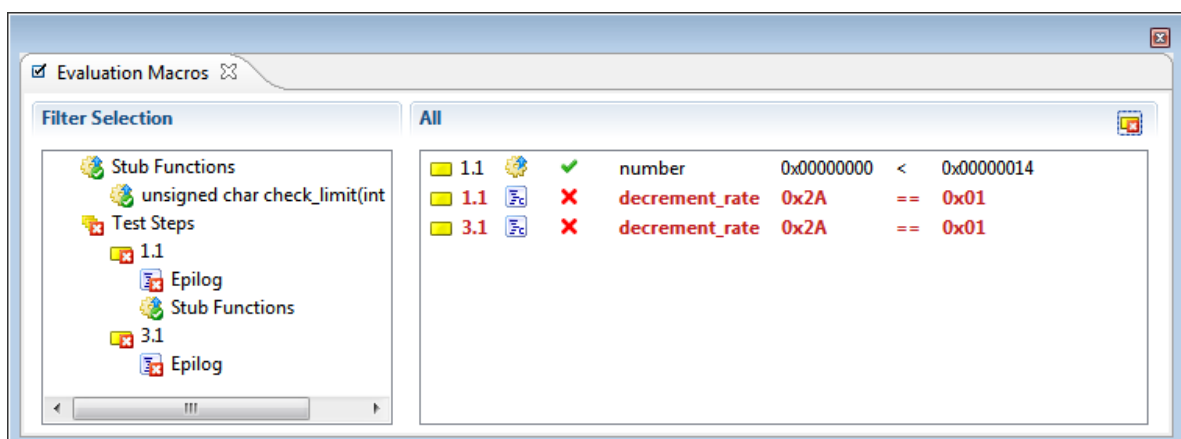 Evaluation Macros
Filter Selection
Stub Functions
unsigned char check_limit(int
Test Steps
1.1
Epilog
Stub Functions
3.1
Epilog
All
1.1 number 0x00000000 < 0x00000014
1.1 decrement_rate 0x2A == 0x01
3.1 decrement_rate 0x2A == 0x01